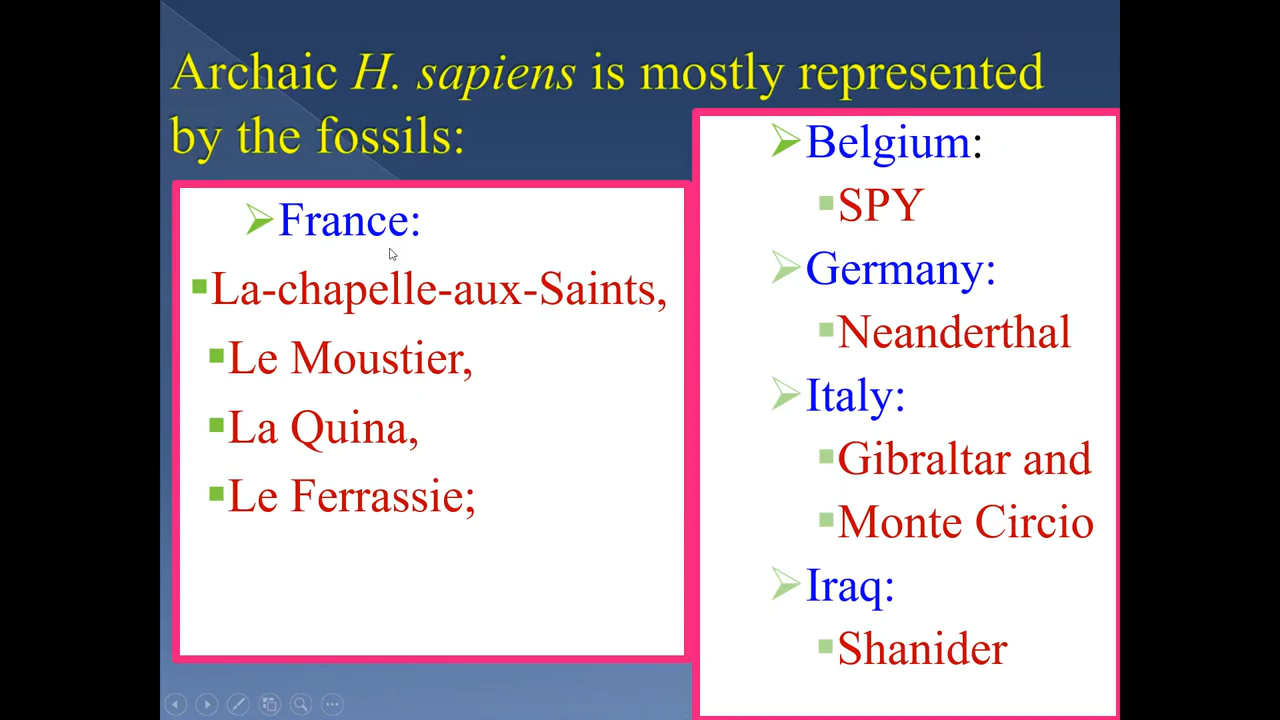 Archaic H. sapiens is mostly represented
by the fossils:
France:
La-chapelle-aux-Saints,
Le Moustier,
La Quina,
Le Ferrassie;
Belgium:
SPY
Germany:
Neanderthal
Italy:
Gibraltar and
Monte Circio
Iraq:
Shanider